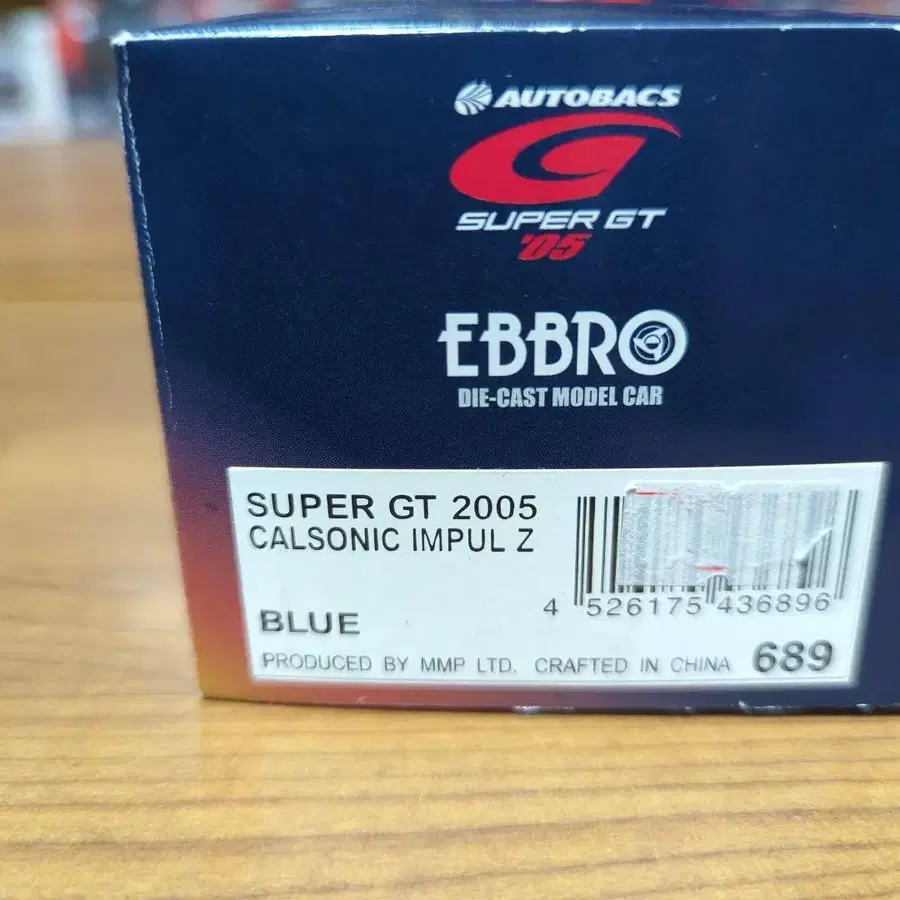 AUTOBACS
SUPER GT
'05
EBBRO
DIE-CAST MODEL CAR
SUPER GT 2005
CALSONIC IMPUL Z
4 526175 436896
BLUE
PRODUCED BY MMP LTD. CRAFTED IN CHINA 689